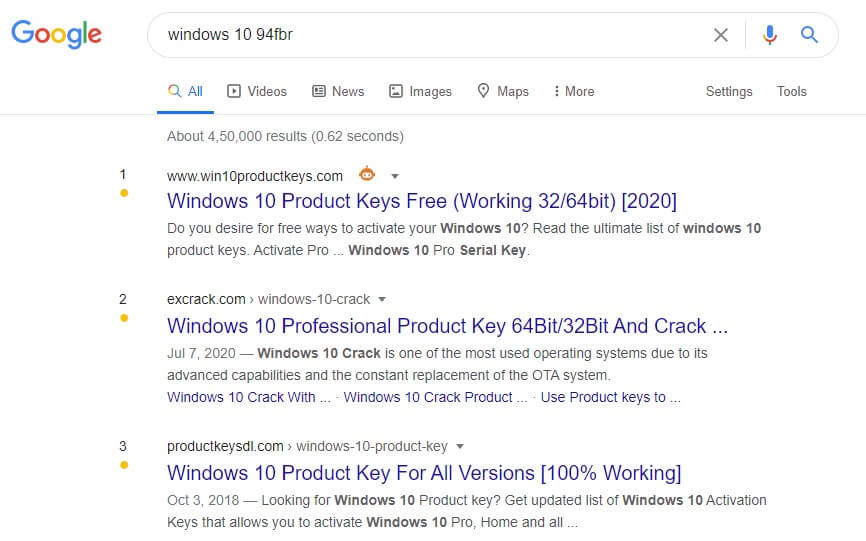 Google
windows 10 94fbr
All Videos News Images Maps More Settings Tools
About 4,50,000 results (0.62 seconds)
1 www.win10productkeys.com
Windows 10 Product Keys Free (Working 32/64bit) [2020]
Do you desire for free ways to activate your Windows 10? Read the ultimate list of windows 10
product keys. Activate Pro ... Windows 10 Pro Serial Key.
2 excrack.com › windows-10-crack
Windows 10 Professional Product Key 64Bit/32Bit And Crack ...
Jul 7, 2020 — Windows 10 Crack is one of the most used operating systems due to its
advanced capabilities and the constant replacement of the OTA system.
Windows 10 Crack With ... · Windows 10 Crack Product ... · Use Product keys to ...
3 productkeysdl.com › windows-10-product-key
Windows 10 Product Key For All Versions [100% Working]
Oct 3, 2018 — Looking for Windows 10 Product key? Get updated list of Windows 10 Activation
Keys that allows you to activate Windows 10 Pro, Home and all ...